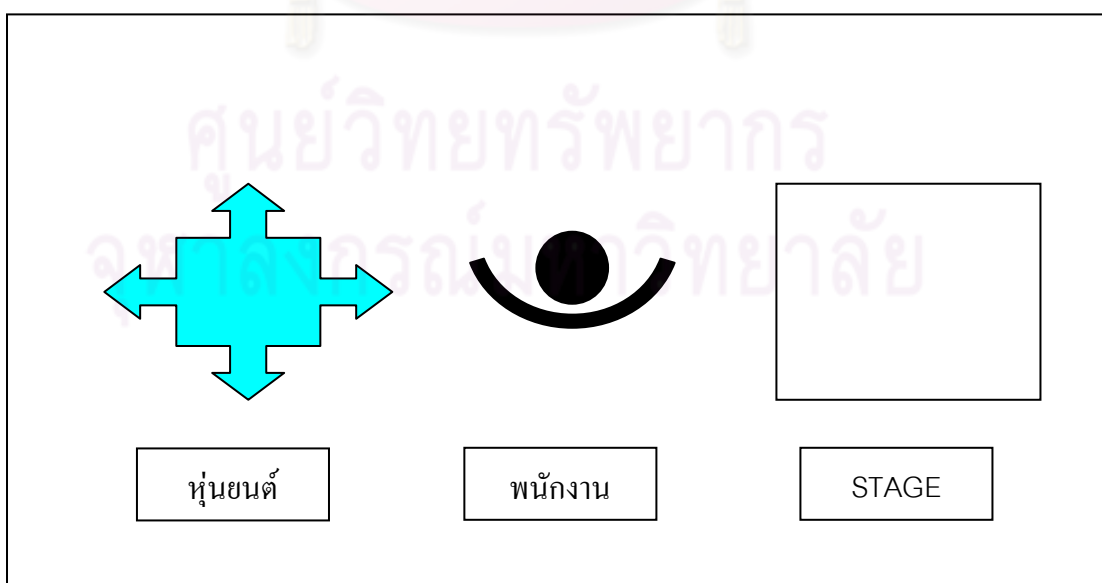 ศูนย์วิทยทรัพยากร
จุฬาลงกรณ์มหาวิทยาลัย
หุ่นยนต์
พนักงาน
STAGE